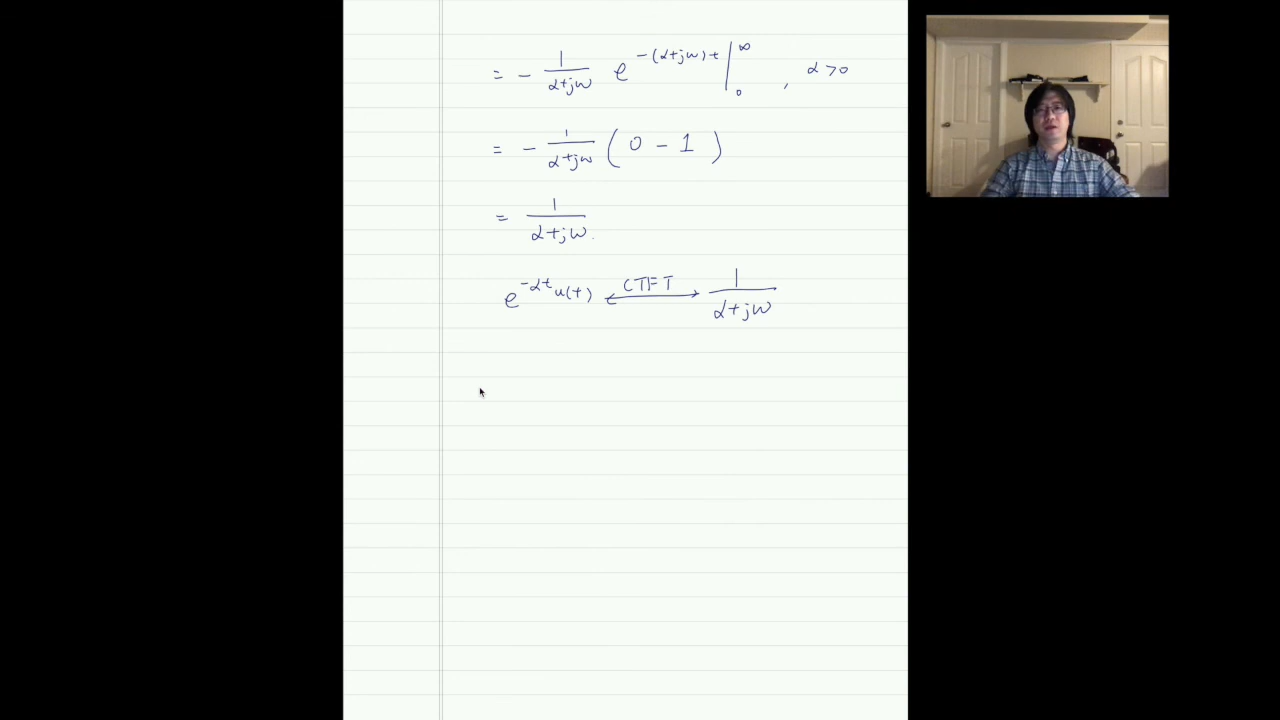 = - 1/(α+jω) e^{-(α+jω)t} |_0^∞ , α>0
= - 1/(α+jω) ( 0 - 1 )
= 1/(α+jω)
e^{-αt} u(t) ⟷ CTFT 1/(α+jω)